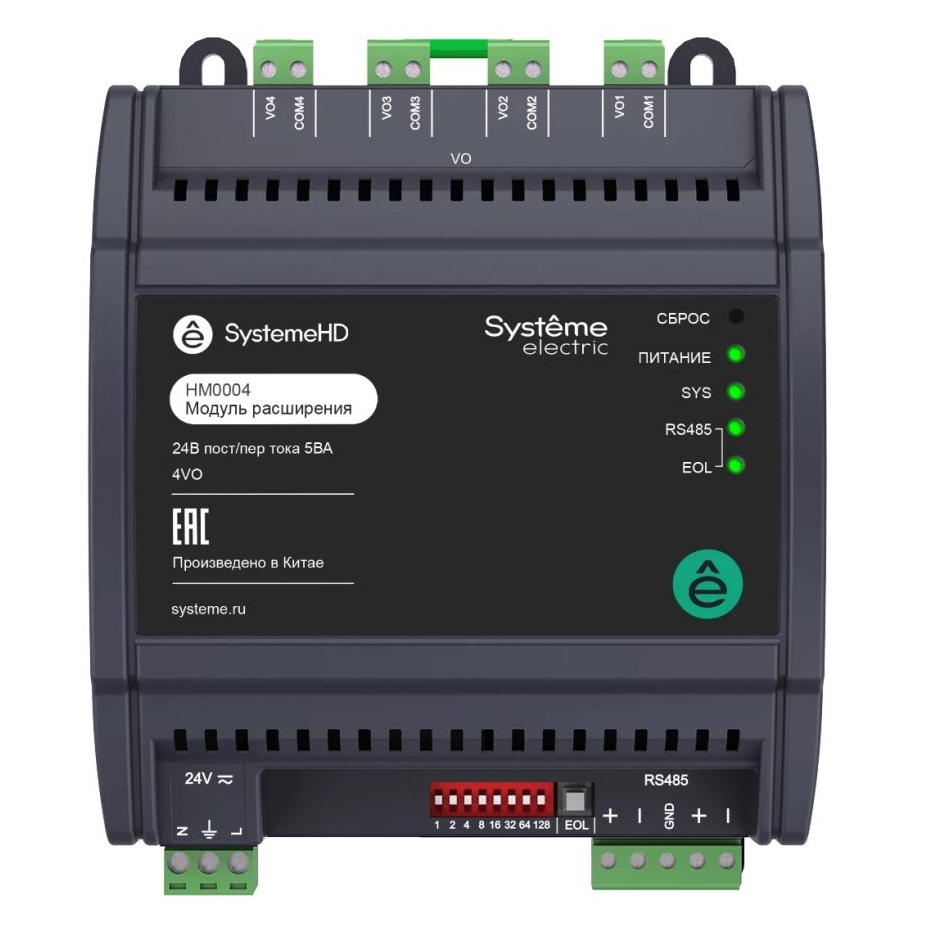 VO4 COM4 VO3 COM3 VO2 COM2 VO1 COM1
VO
ê SystemeHD
Systême
electric
СБРОС
ПИТАНИЕ
SYS
RS485
EOL
HM0004
Модуль расширения
24В пост/пер тока 5ВА
4VO
EAC
Произведено в Китае
systeme.ru
ê
24V
N L
1 2 4 8 16 32 64 128 EOL
RS485
+ – GND + –